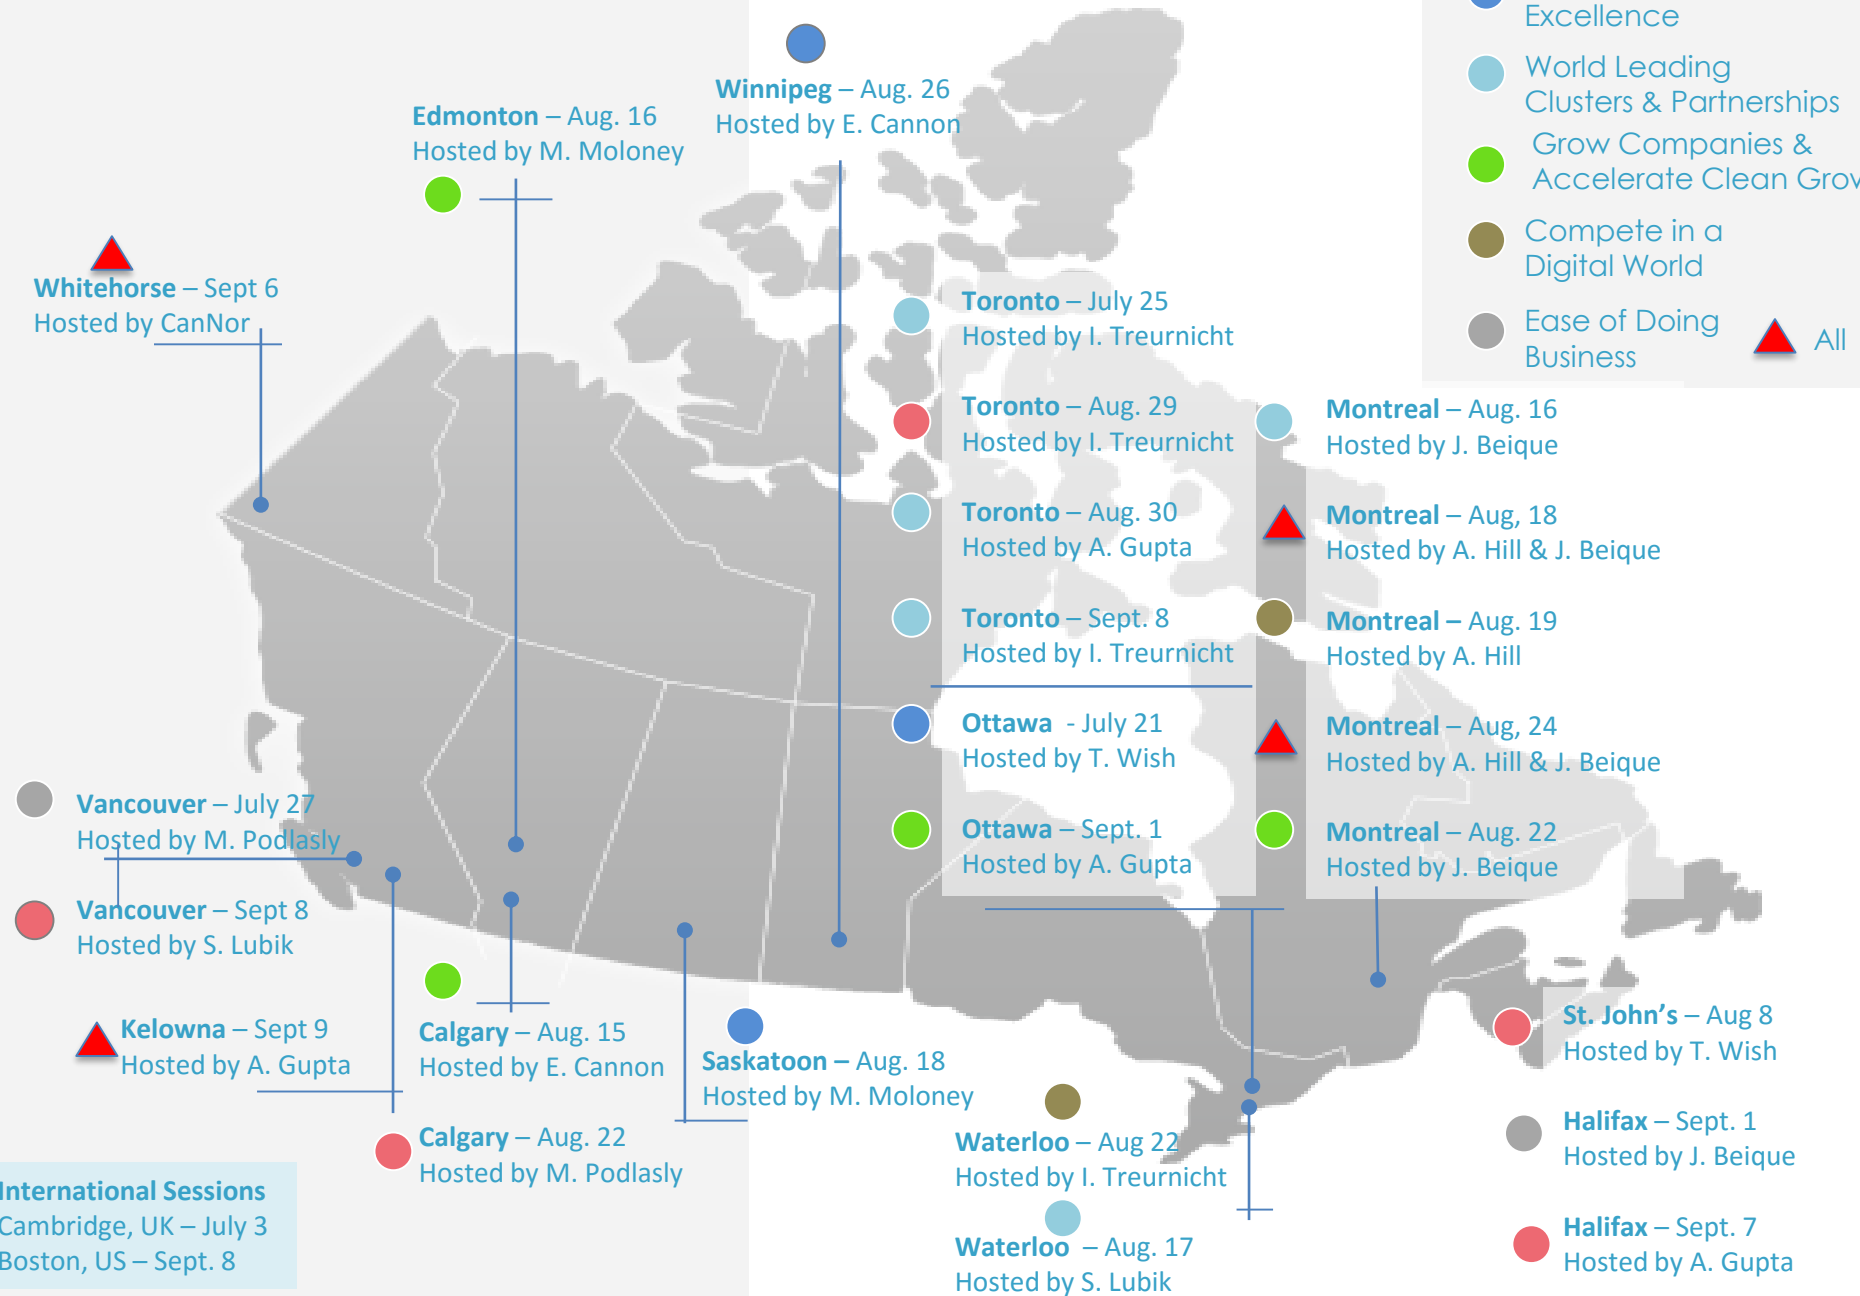 Excellence
World Leading
Clusters & Partnerships
Grow Companies &
Accelerate Clean
Compete in a
Digital World
Ease of Doing
Business
All
Winnipeg – Aug. 26
Hosted by E. Cannon
Edmonton – Aug. 16
Hosted by M. Moloney
Whitehorse – Sept 6
Hosted by CanNor
Toronto – July 25
Hosted by I. Treurnicht
Toronto – Aug. 29
Hosted by I. Treurnicht
Toronto – Aug. 30
Hosted by A. Gupta
Toronto – Sept. 8
Hosted by I. Treurnicht
Ottawa - July 21
Hosted by T. Wish
Ottawa – Sept. 1
Hosted by A. Gupta
Montreal – Aug. 16
Hosted by J. Beique
Montreal – Aug, 18
Hosted by A. Hill & J. Beique
Montreal – Aug. 19
Hosted by A. Hill
Montreal – Aug, 24
Hosted by A. Hill & J. Beique
Montreal – Aug. 22
Hosted by J. Beique
Vancouver – July 27
Hosted by M. Podlasly
Vancouver – Sept 8
Hosted by S. Lubik
Kelowna – Sept 9
Hosted by A. Gupta
Calgary – Aug. 15
Hosted by E. Cannon
Calgary – Aug. 22
Hosted by M. Podlasly
Saskatoon – Aug. 18
Hosted by M. Moloney
Waterloo – Aug 22
Hosted by I. Treurnicht
Waterloo – Aug. 17
Hosted by S. Lubik
St. John's – Aug 8
Hosted by T. Wish
Halifax – Sept. 1
Hosted by J. Beique
Halifax – Sept. 7
Hosted by A. Gupta
International Sessions
Cambridge, UK – July 3
Boston, US – Sept. 8